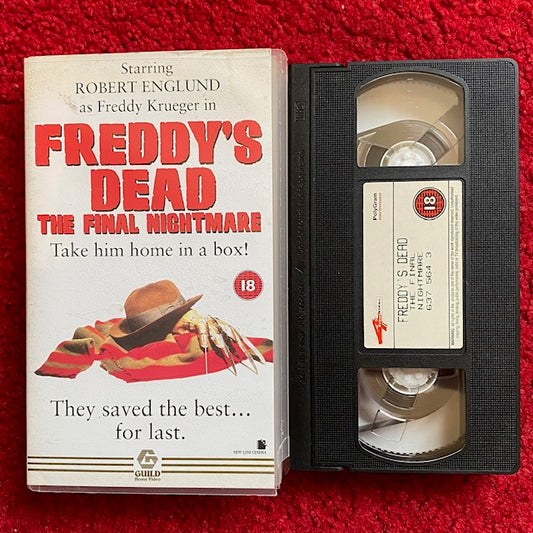 Starring
ROBERT ENGLUND
as Freddy Krueger in
FREDDY'S
DEAD
THE FINAL NIGHTMARE
Take him home in a box!
18
They saved the best...
for last.
NEW LINE CINEMA
G
GUILD
Home Video
PolyGram
18
FREDDY'S DEAD
THE FINAL
NIGHTMARE
637 564 3